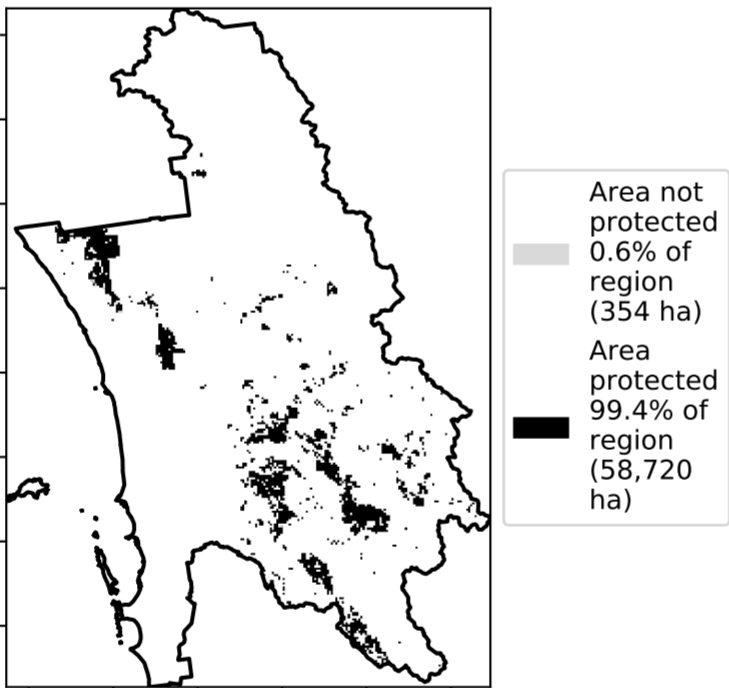 Area not
protected
0.6% of
region
(354 ha)
Area
protected
99.4% of
region
(58,720
ha)